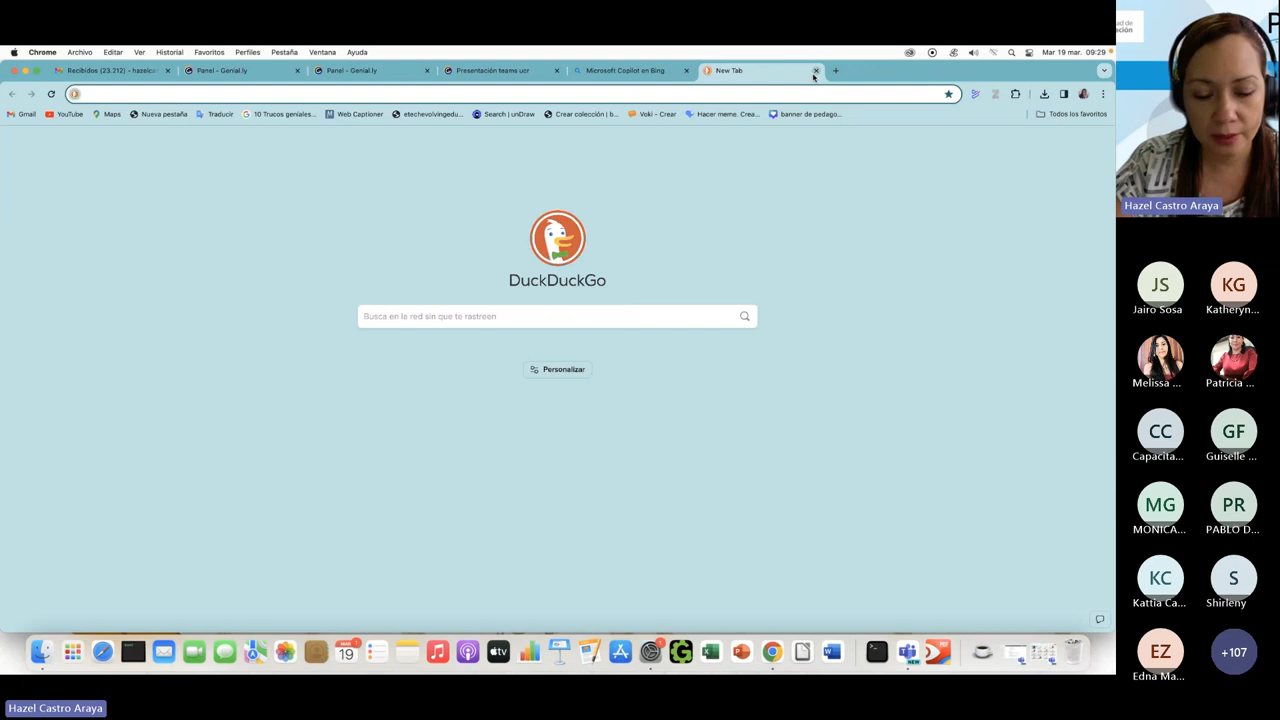 Chrome Archivo Editar Ver Historial Favoritos Perfiles Pestaña Ventana Ayuda
Mar 19 mar. 09:29
Recibidos (23.212) – hazelca
Panel - Genial.ly
Panel - Genial.ly
Presentación teams ucr
Microsoft Copilot en Bing
New Tab
Gmail
YouTube
Maps
Nueva pestaña
Traducir
10 Trucos geniales...
Web Captioner
etechevolvingedu...
Search | unDraw
Crear colección | b...
Voki - Crear
Hacer meme. Crea...
banner de pedago...
Todos los favoritos
DuckDuckGo
Busca en la red sin que te rastreen
Personalizar
MAR
19
tv
NEW
Hazel Castro Araya
JS
Jairo Sosa
KG
Katheryn...
Melissa ...
Patricia ...
CC
Capacita...
GF
Guiselle ...
MG
MONICA...
PR
PABLO D...
KC
Kattia Ca...
S
Shirleny
EZ
Edna Ma...
+107
Hazel Castro Araya